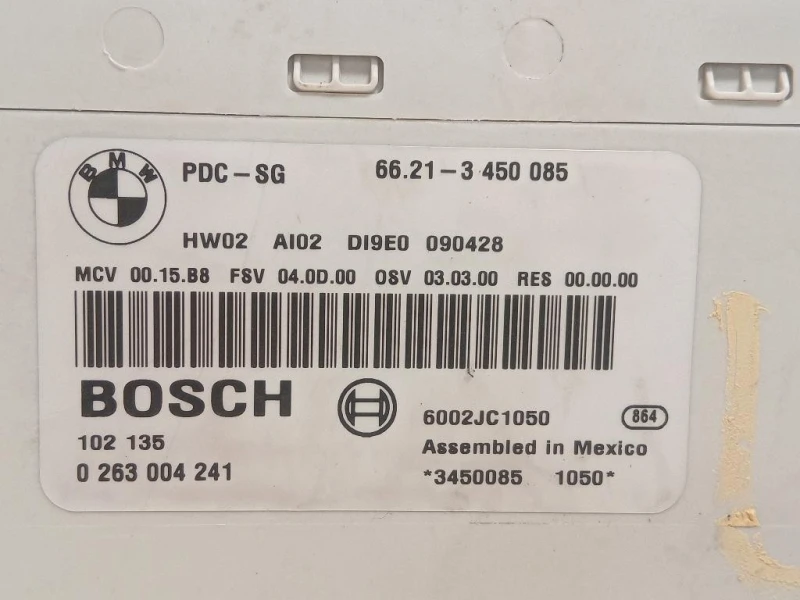 BMW
PDC-SG 66.21-3 450 085
HW02 AI02 DI9E0 090428
MCV 00.15.B8 FSV 04.0D.00 OSV 03.03.00 RES 00.00.00
BOSCH
6002JC1050 864
102 135
Assembled in Mexico
0 263 004 241
*3450085 1050*